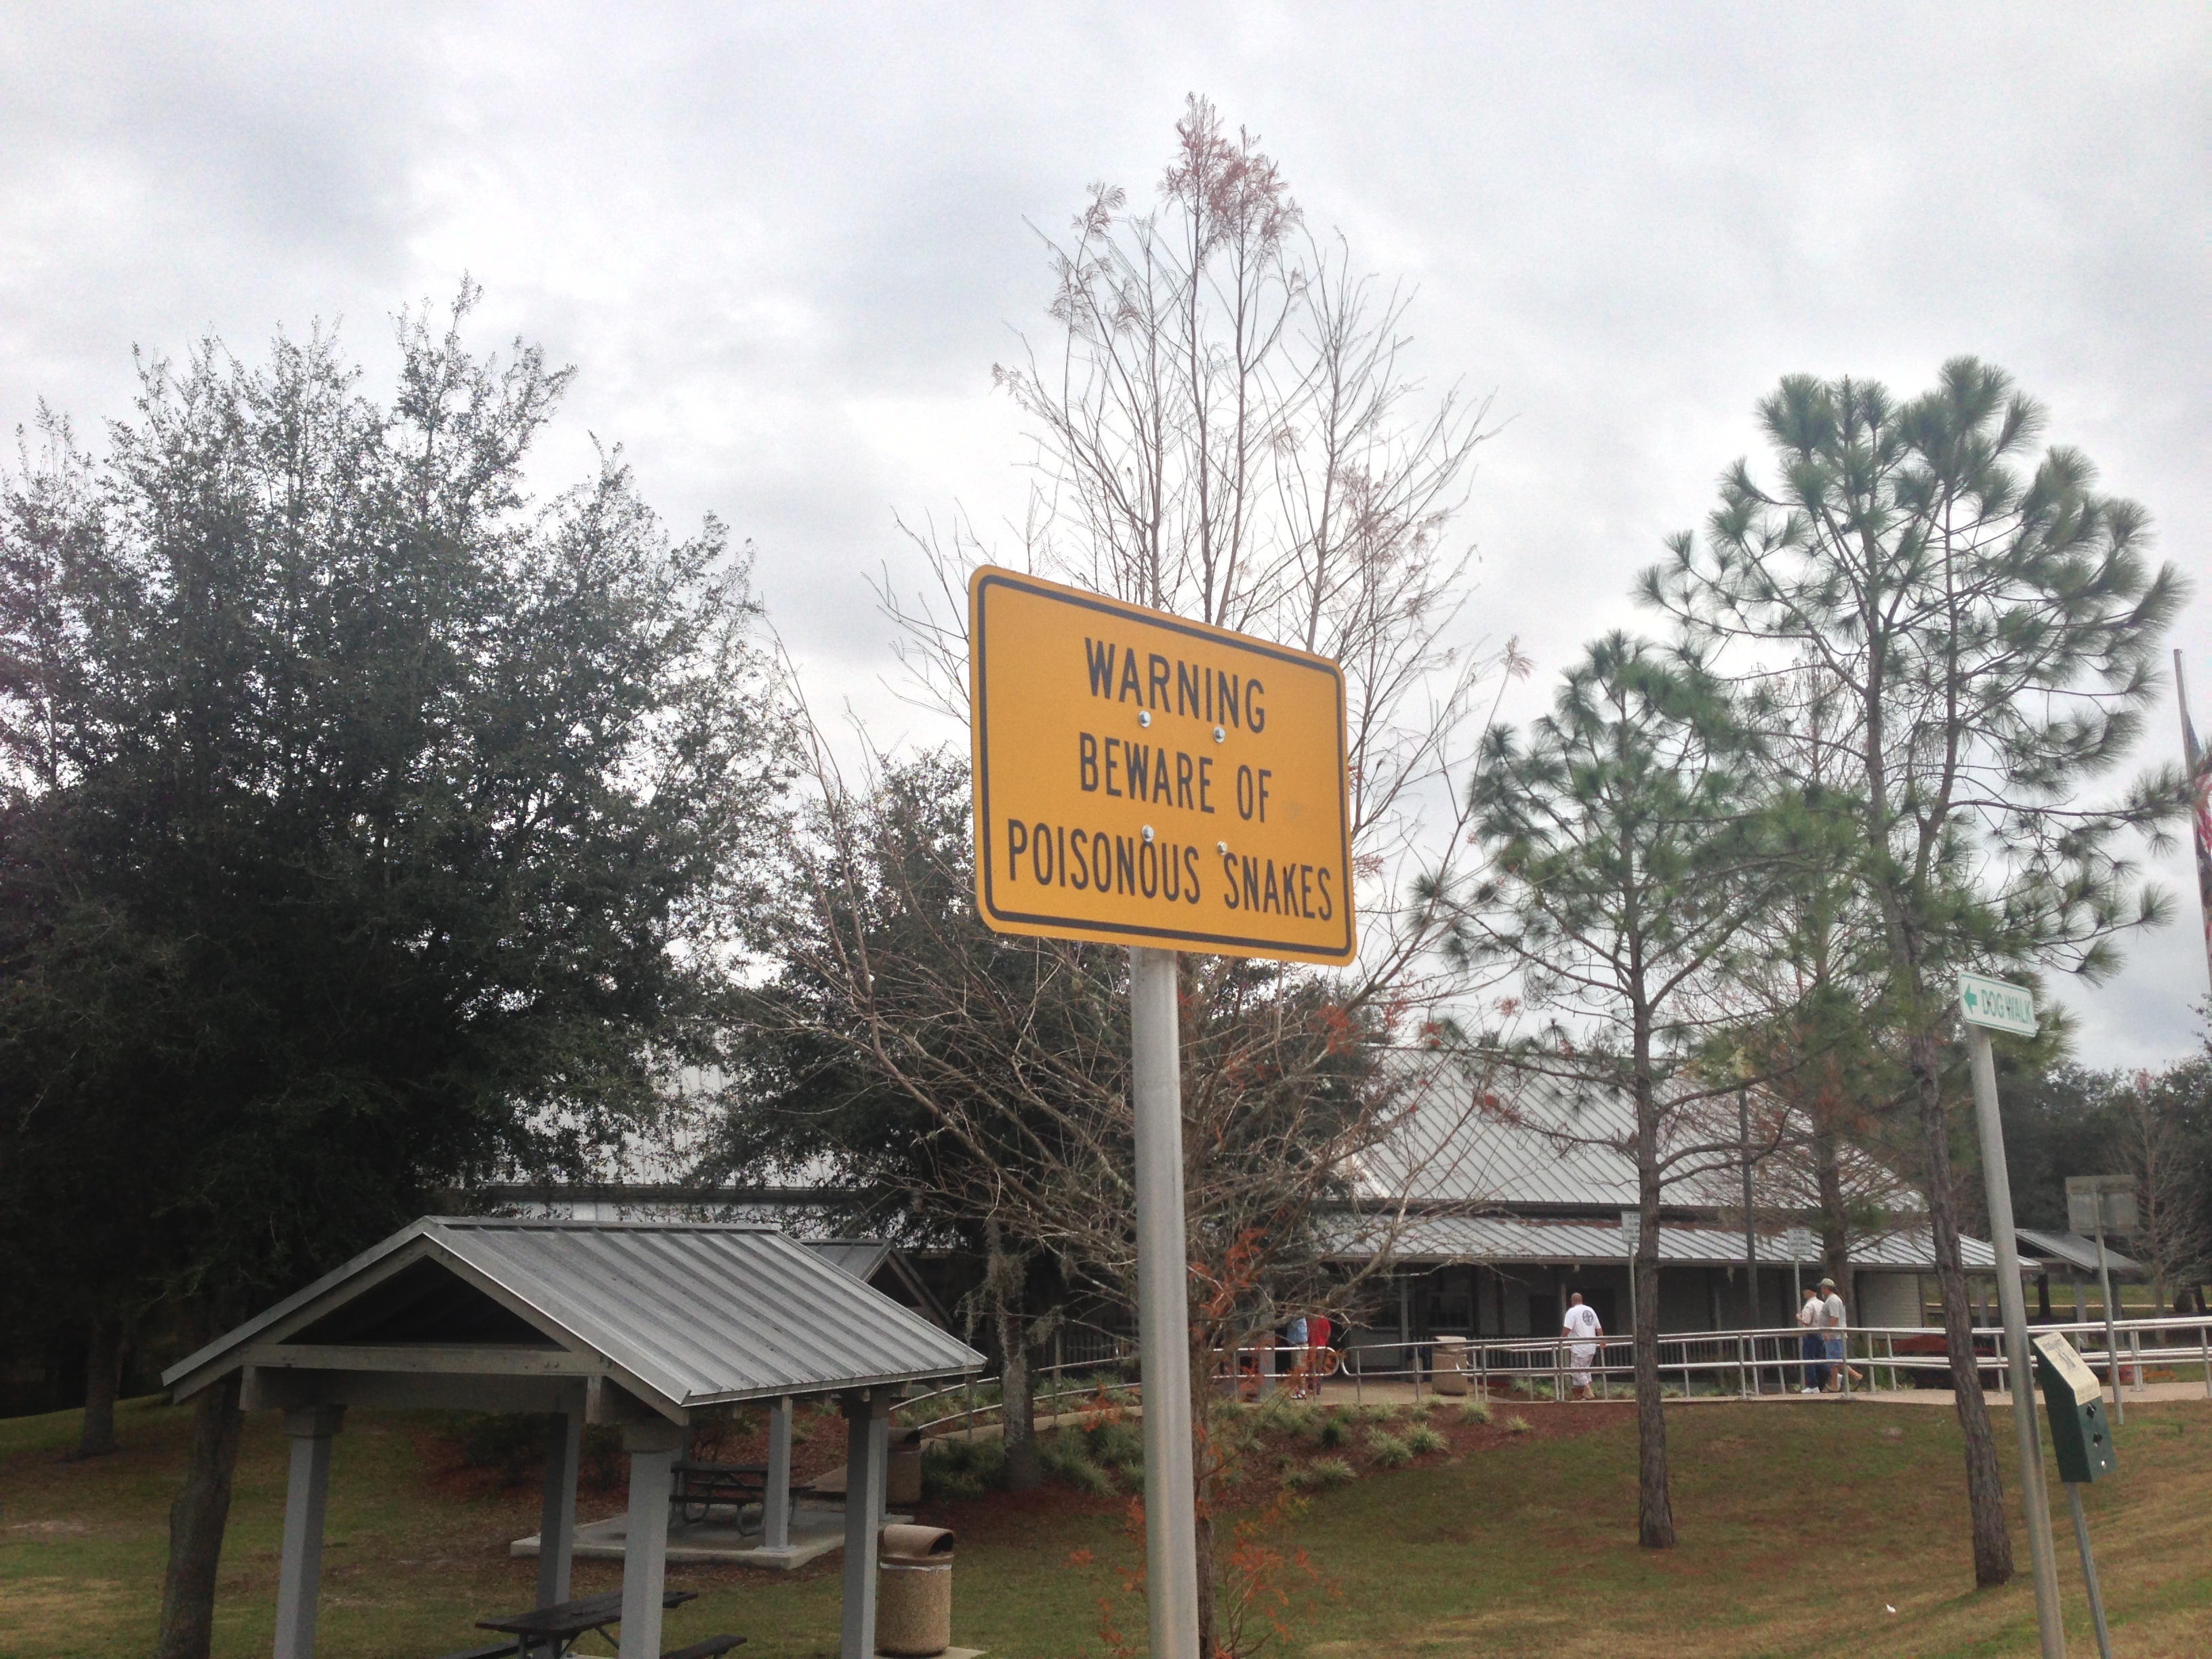 WARNING
BEWARE OF
POISONOUS SNAKES
DOG WALK